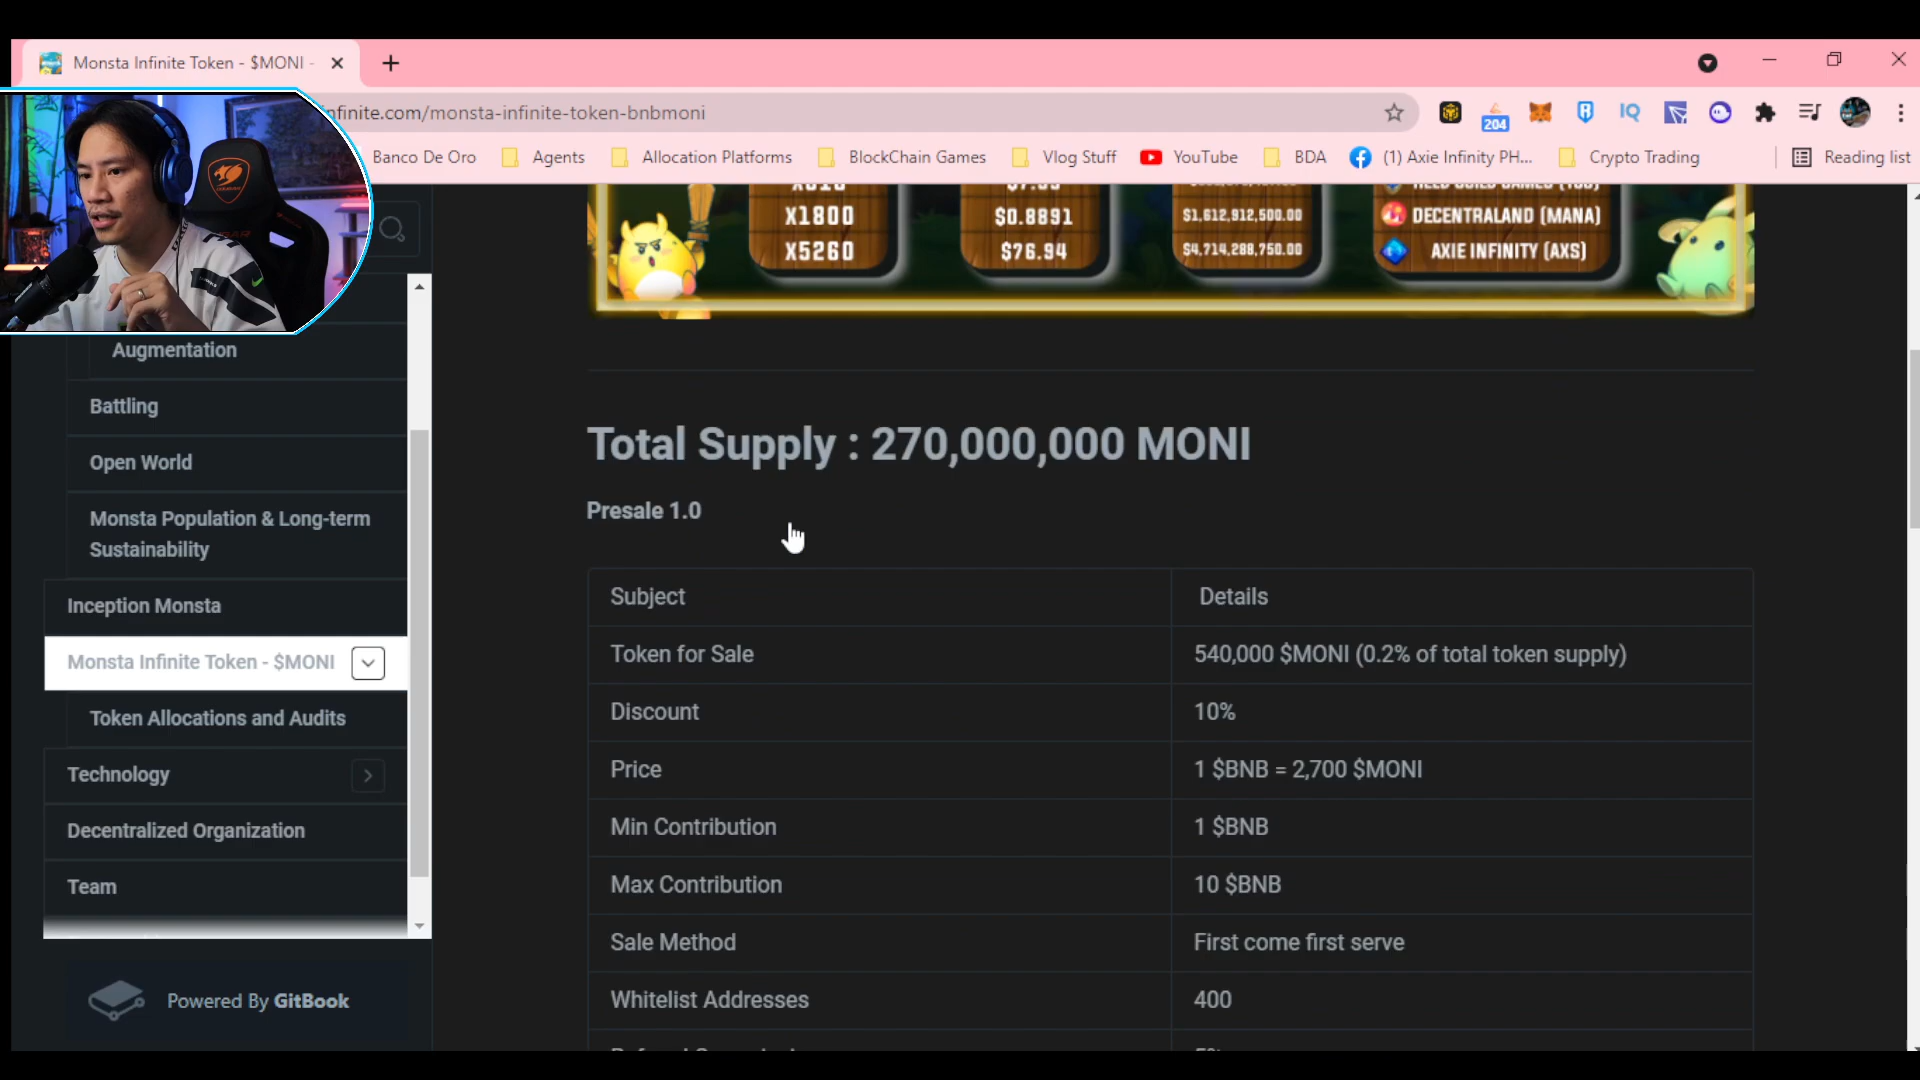 Monsta Infinite Token - $MONI -
nfinite.com/monsta-infinite-token-bnbmoni
204
IQ
Banco De Oro
Agents
Allocation Platforms
BlockChain Games
Vlog Stuff
YouTube
BDA
(1) Axie Infinity PH...
Crypto Trading
Reading list
X1800
$0.8891
$1,612,912,500.00
DECENTRALAND (MANA)
X5260
$76.94
$4,714,288,750.00
AXIE INFINITY (AXS)
Augmentation
Battling
Open World
Monsta Population & Long-term
Sustainability
Inception Monsta
Monsta Infinite Token - $MONI
Token Allocations and Audits
Technology
Decentralized Organization
Team
Powered By GitBook
Total Supply : 270,000,000 MONI
Presale 1.0
Subject
Details
Token for Sale
540,000 $MONI (0.2% of total token supply)
Discount
10%
Price
1 $BNB = 2,700 $MONI
Min Contribution
1 $BNB
Max Contribution
10 $BNB
Sale Method
First come first serve
Whitelist Addresses
400